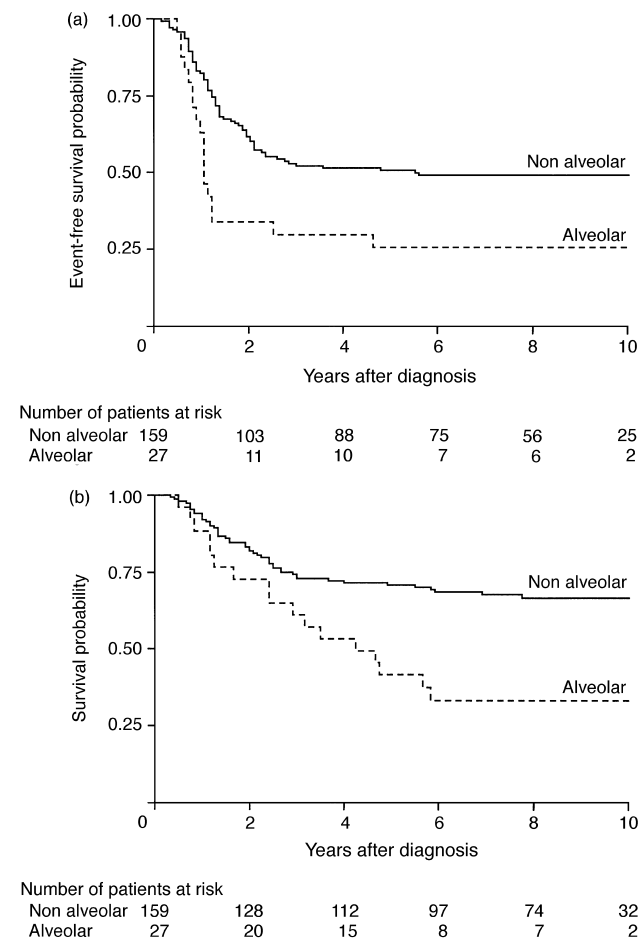 (a)
Event-free survival probability
1.00
0.75
0.50
0.25
Non alveolar
Alveolar
0 2 4 6 8 10
Years after diagnosis
Number of patients at risk
Non alveolar 159 103 88 75 56 25
Alveolar 27 11 10 7 6 2
(b)
Survival probability
1.00
0.75
0.50
0.25
Non alveolar
Alveolar
0 2 4 6 8 10
Years after diagnosis
Number of patients at risk
Non alveolar 159 128 112 97 74 32
Alveolar 27 20 15 8 7 2